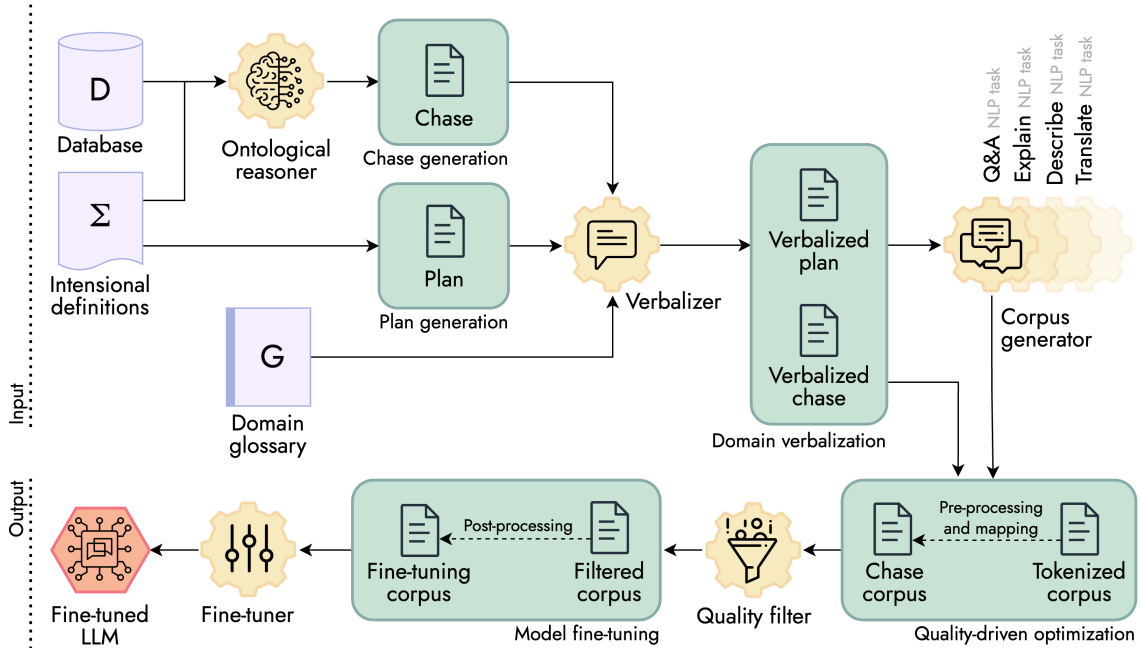 D
Database
Ontological
reasoner
Chase
Chase generation
Σ
Intensional
definitions
Plan
Plan generation
G
Domain
glossary
Verbalizer
Verbalized
plan
Verbalized
chase
Domain verbalization
Q&A NLP task
Explain NLP task
Describe NLP task
Translate NLP task
Corpus
generator
Input
Output
Fine-tuned
LLM
Fine-tuner
Post-processing
Fine-tuning
corpus
Filtered
corpus
Model fine-tuning
Quality filter
Pre-processing
and mapping
Chase
corpus
Tokenized
corpus
Quality-driven optimization